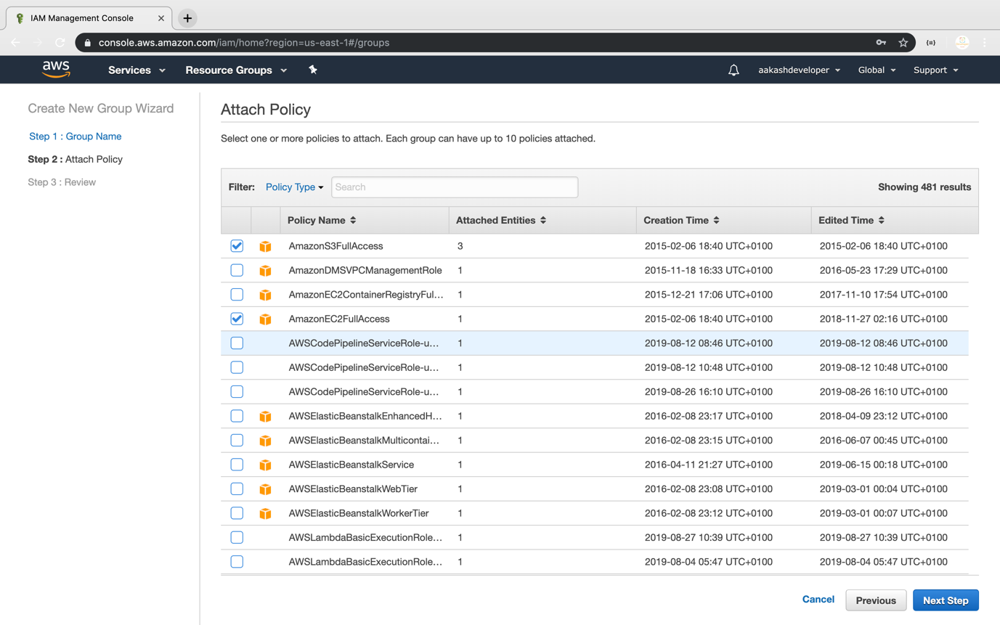 IAM Management Console
console.aws.amazon.com/iam/home?region=us-east-1#/groups
aws Services Resource Groups aakashdeveloper Global Support
Create New Group Wizard
Step 1 : Group Name
Step 2 : Attach Policy
Step 3 : Review
Attach Policy
Select one or more policies to attach. Each group can have up to 10 policies attached.
Filter: Policy Type Search Showing 481 results
Policy Name Attached Entities Creation Time Edited Time
AmazonS3FullAccess 3 2015-02-06 18:40 UTC+0100 2015-02-06 18:40 UTC+0100
AmazonDMSVPCManagementRole 1 2015-11-18 16:33 UTC+0100 2016-05-23 17:29 UTC+0100
AmazonEC2ContainerRegistryFul... 1 2015-12-21 17:06 UTC+0100 2017-11-10 17:54 UTC+0100
AmazonEC2FullAccess 1 2015-02-06 18:40 UTC+0100 2018-11-27 02:16 UTC+0100
AWSCodePipelineServiceRole-u... 1 2019-08-12 08:46 UTC+0100 2019-08-12 08:46 UTC+0100
AWSCodePipelineServiceRole-u... 1 2019-08-12 10:48 UTC+0100 2019-08-12 10:48 UTC+0100
AWSCodePipelineServiceRole-u... 1 2019-08-26 16:10 UTC+0100 2019-08-26 16:10 UTC+0100
AWSElasticBeanstalkEnhancedH... 1 2016-02-08 23:17 UTC+0100 2018-04-09 23:12 UTC+0100
AWSElasticBeanstalkMulticontai... 1 2016-02-08 23:15 UTC+0100 2016-06-07 00:45 UTC+0100
AWSElasticBeanstalkService 1 2016-04-11 21:27 UTC+0100 2019-06-15 00:18 UTC+0100
AWSElasticBeanstalkWebTier 1 2016-02-08 23:08 UTC+0100 2019-03-01 00:04 UTC+0100
AWSElasticBeanstalkWorkerTier 1 2016-02-08 23:12 UTC+0100 2019-03-01 00:07 UTC+0100
AWSLambdaBasicExecutionRole... 1 2019-08-27 10:39 UTC+0100 2019-08-27 10:39 UTC+0100
AWSLambdaBasicExecutionRole... 1 2019-08-04 05:47 UTC+0100 2019-08-04 05:47 UTC+0100
Cancel Previous Next Step